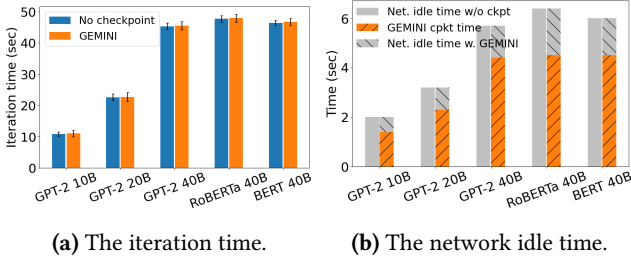 50
40
30
20
10
0
Iteration time (sec)
No checkpoint
GEMINI
GPT-2 10B
GPT-2 20B
GPT-2 40B
RoBERTa 40B
BERT 40B
(a) The iteration time.
6
4
2
0
Time (sec)
Net. idle time w/o ckpt
GEMINI cpkt time
Net. idle time w. GEMINI
GPT-2 10B
GPT-2 20B
GPT-2 40B
RoBERTa 40B
BERT 40B
(b) The network idle time.